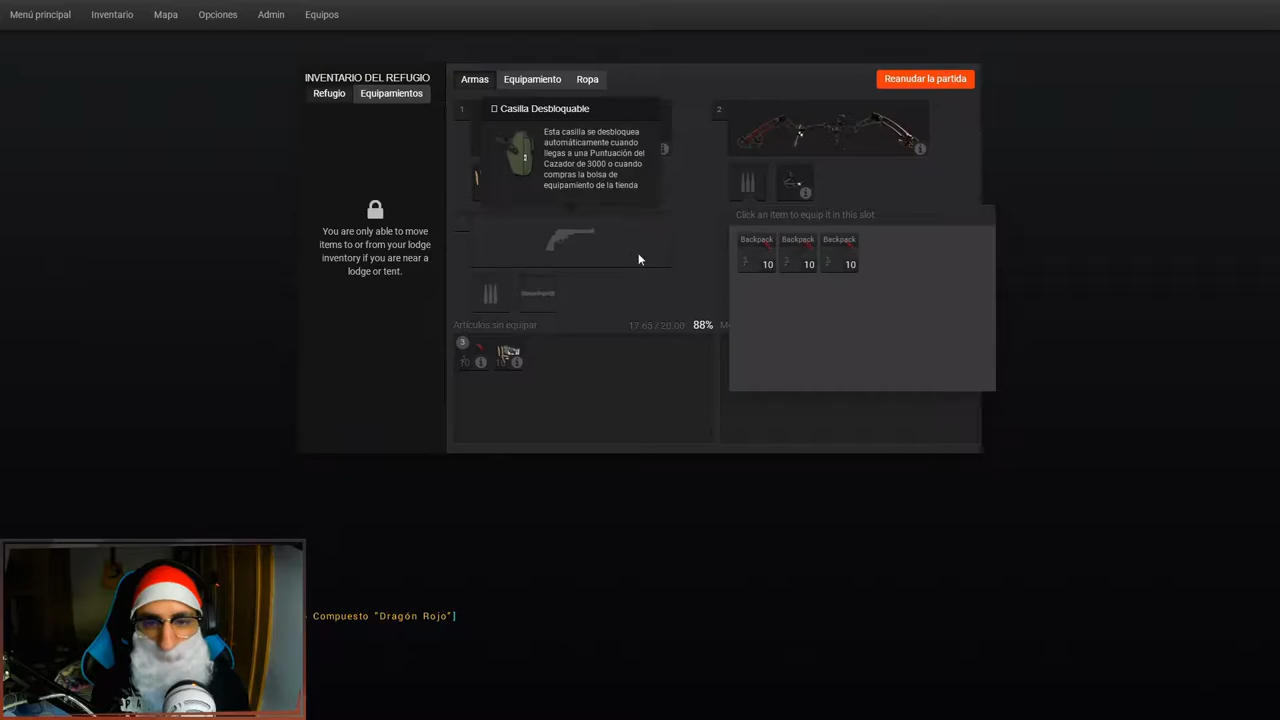 Menú principal
Inventario
Mapa
Opciones
Admin
Equipos
INVENTARIO DEL REFUGIO
Refugio
Equipamientos
You are only able to move
items to or from your lodge
inventory if you are near a
lodge or tent.
Armas
Equipamiento
Ropa
Reanudar la partida
1
Casilla Desbloquable
Esta casilla se desbloquea
automáticamente cuando
llegas a una Puntuación del
Cazador de 3000 o cuando
compras la bolsa de
equipamiento de la tienda
2
Click an item to equip it in this slot
Backpack
10
Backpack
10
Backpack
10
Artículos sin equipar
17.65 / 20.00
88%
3
10
Compuesto "Dragón Rojo"]